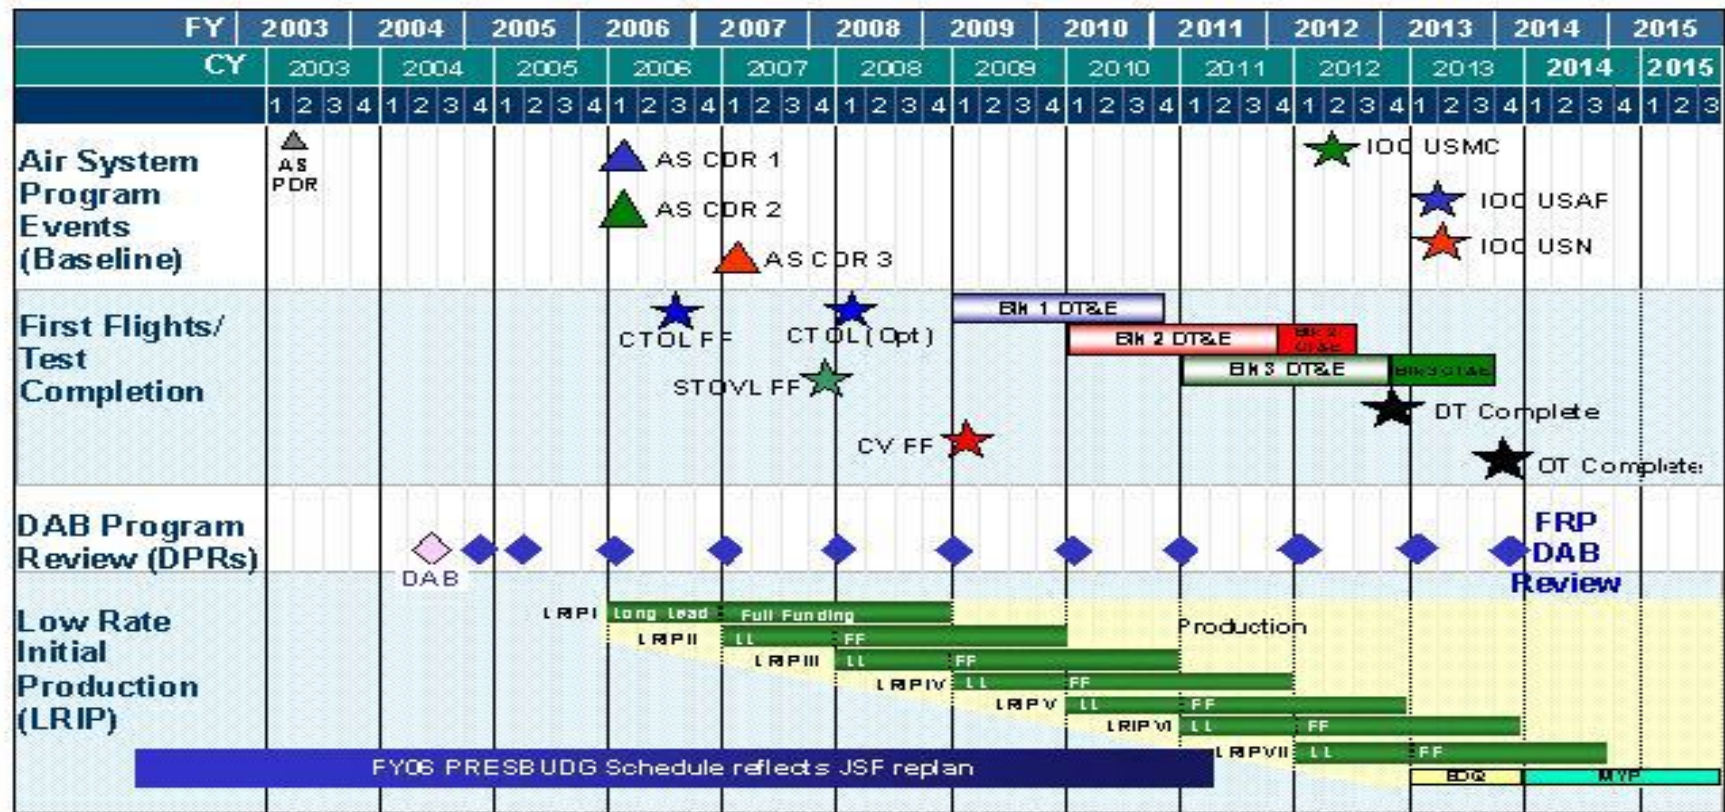 FY 2003 2004 2005 2006 2007 2008 2009 2010 2011 2012 2013 2014 2015
CY 2003 2004 2005 2006 2007 2008 2009 2010 2011 2012 2013 2014 2015
1 2 3 4 1 2 3 4 1 2 3 4 1 2 3 4 1 2 3 4 1 2 3 4 1 2 3 4 1 2 3 4 1 2 3 4 1 2 3 4 1 2 3 4 1 2 3 4 1 2 3
Air System
Program
Events
(Baseline)
AS
PDR
AS CDR 1
AS CDR 2
AS CDR 3
IOC USMC
IOC USAF
IOC USN
First Flights/
Test
Completion
CTOL FF
CTOL (Opt)
STOVL FF
CV FF
Blk 1 DT&E
Blk 2 DT&E
Blk 2
OT&E
Blk 3 DT&E
Blk 3 OT&E
DT Complete
OT Complete
DAB Program
Review (DPRs)
DAB
FRP
DAB
Review
Low Rate
Initial
Production
(LRIP)
LRIP I Long Lead Full Funding
LRIP II LL FF
LRIP III LL FF
LRIP IV LL FF
LRIP V LL FF
LRIP VI LL FF
LRIP VII LL FF
Production
EOQ MYP
FY06 PRESBUDG Schedule reflects JSF replan